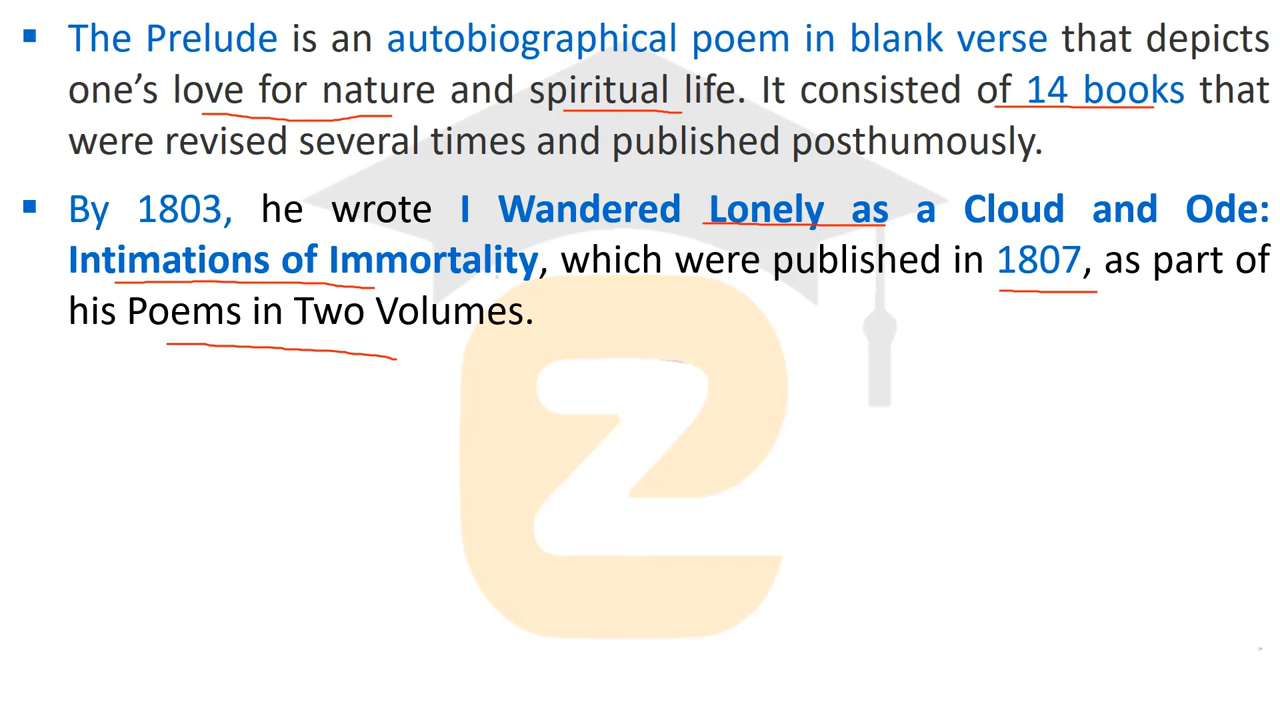 The Prelude is an autobiographical poem in blank verse that depicts
one’s love for nature and spiritual life. It consisted of 14 books that
were revised several times and published posthumously.
By 1803, he wrote I Wandered Lonely as a Cloud and Ode:
Intimations of Immortality, which were published in 1807, as part of
his Poems in Two Volumes.